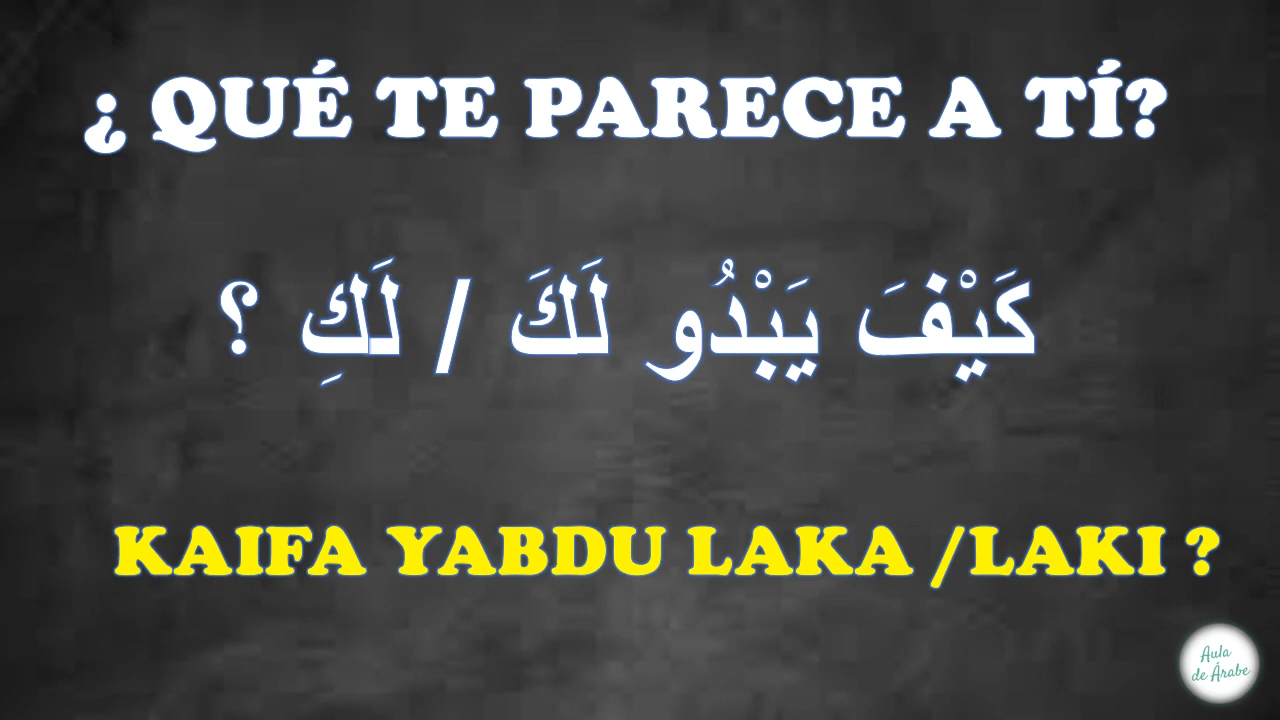 ¿ QUÉ TE PARECE A TÍ?
كَيْفَ يَبْدُو لَكَ / لَكِ ؟
KAIFA YABDU LAKA /LAKI ?
Aula
de Árabe